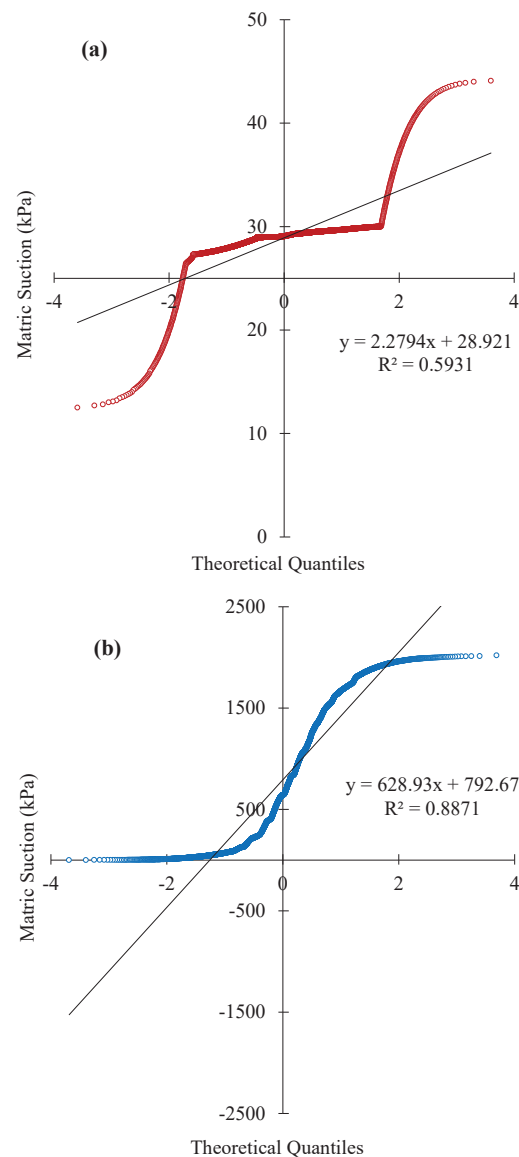 50
(a)
40
30
-4
-2
0
2
4
20
10
0
y = 2.2794x + 28.921
R² = 0.5931
Matric Suction (kPa)
Theoretical Quantiles
2500
(b)
1500
500
-4
-2
0
2
4
-500
-1500
-2500
y = 628.93x + 792.67
R² = 0.8871
Matric Suction (kPa)
Theoretical Quantiles